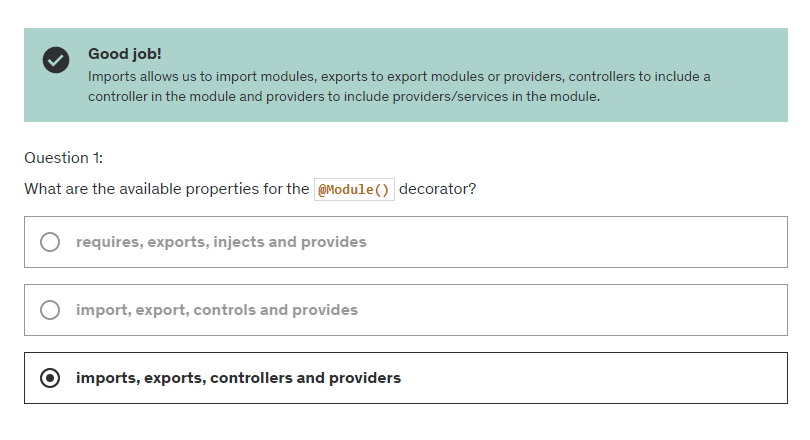 Good job!
Imports allows us to import modules, exports to export modules or providers, controllers to include a
controller in the module and providers to include providers/services in the module.
Question 1:
What are the available properties for the @Module() decorator?
requires, exports, injects and provides
import, export, controls and provides
imports, exports, controllers and providers